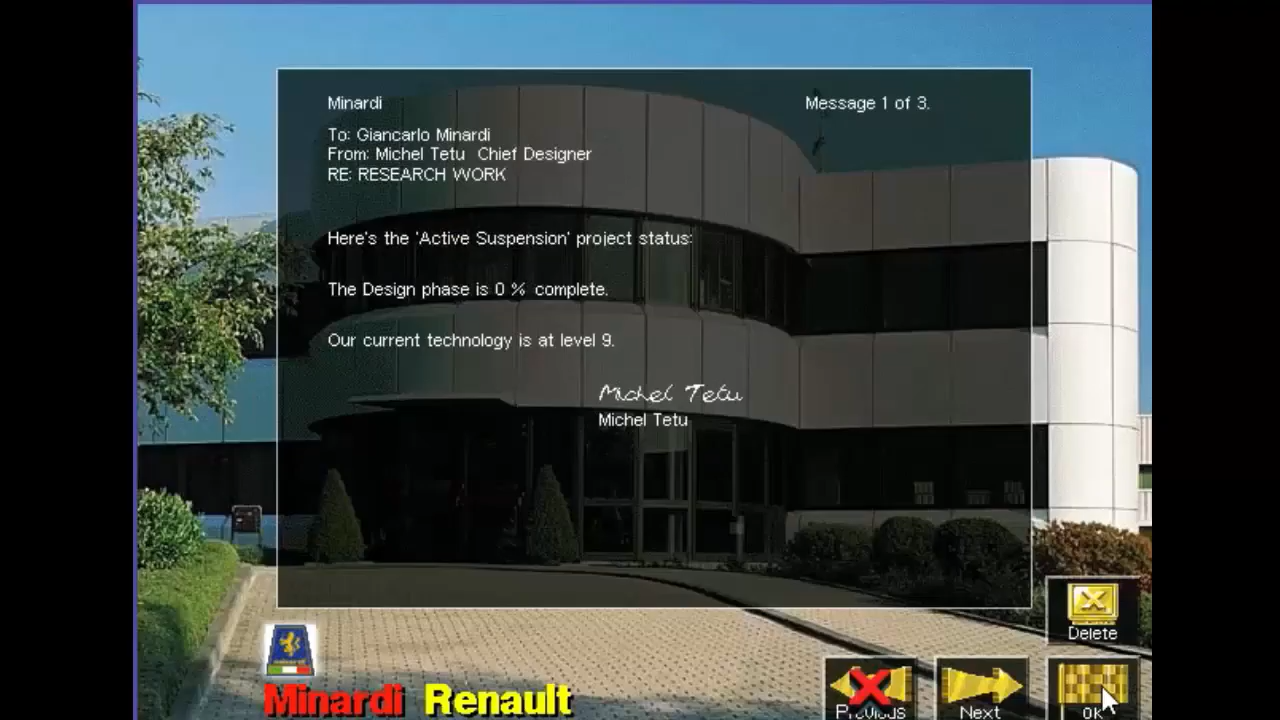 Minardi
Message 1 of 3.
To: Giancarlo Minardi
From: Michel Tetu Chief Designer
RE: RESEARCH WORK
Here's the 'Active Suspension' project status:
The Design phase is 0 % complete.
Our current technology is at level 9.
Michel Tetu
Michel Tetu
Delete
Minardi Renault
Previous
Next
OK